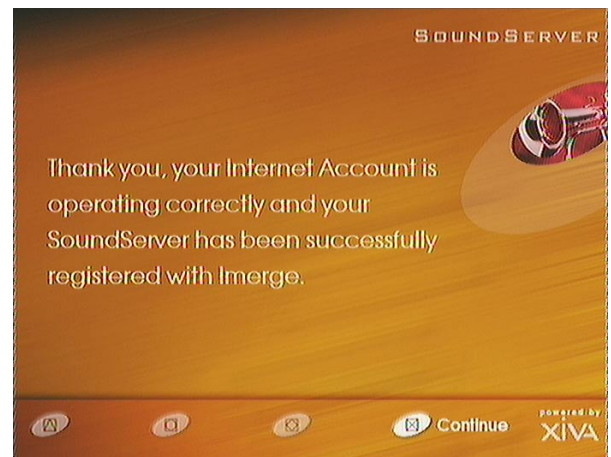 SOUNDSERVER
Thank you, your Internet Account is
operating correctly and your
SoundServer has been successfully
registered with Imerge.
Continue
powered by
XIVA